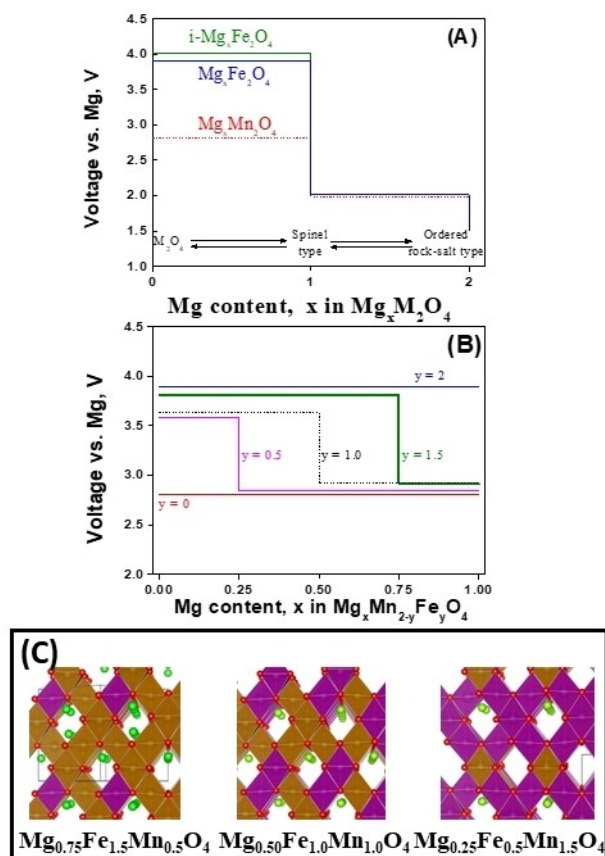 (A)
4.5
4.0
3.5
3.0
2.5
2.0
1.5
1.0
Voltage vs. Mg, V
i-MgₓFe₂O₄
MgₓFe₂O₄
MgₓMn₂O₄
M₂O₄ Spinel type Ordered rock-salt type
0 1 2
Mg content, x in MgₓM₂O₄
(B)
4.5
4.0
3.5
3.0
2.5
2.0
Voltage vs. Mg, V
y = 2
y = 0.5 y = 1.0 y = 1.5
y = 0
0.00 0.25 0.50 0.75 1.00
Mg content, x in MgₓMn₂₋yFeyO₄
(C)
Mg₀.₇₅Fe₁.₅Mn₀.₅O₄ Mg₀.₅₀Fe₁.₀Mn₁.₀O₄ Mg₀.₂₅Fe₀.₅Mn₁.₅O₄